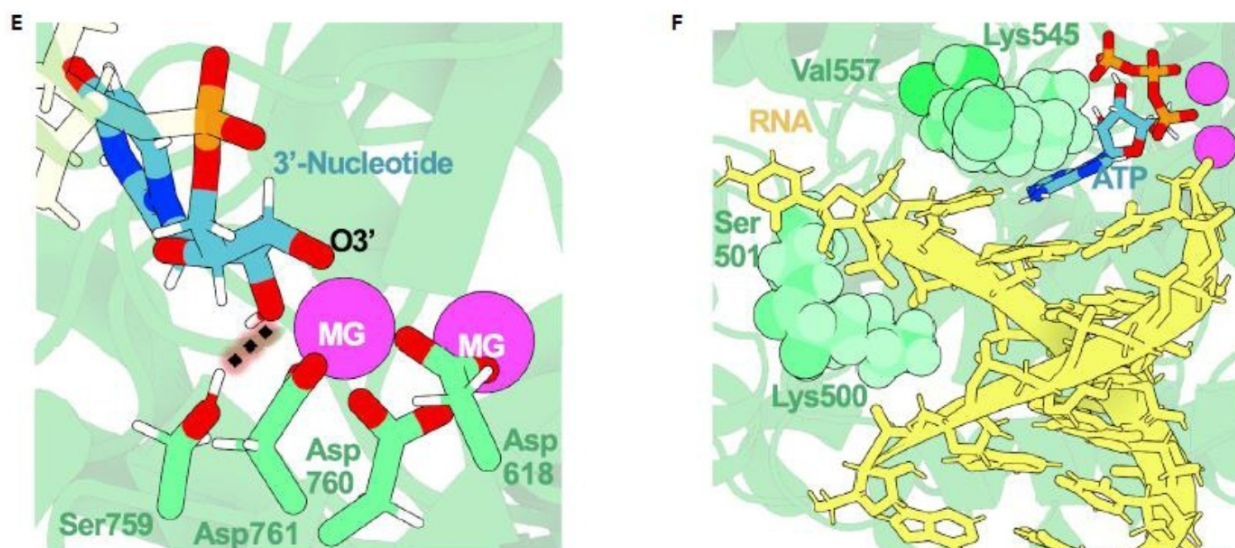 E
3'-Nucleotide
O3'
MG
MG
Asp
760
Asp
618
Ser759
Asp761
F
Lys545
Val557
RNA
ATP
Ser
501
Lys500